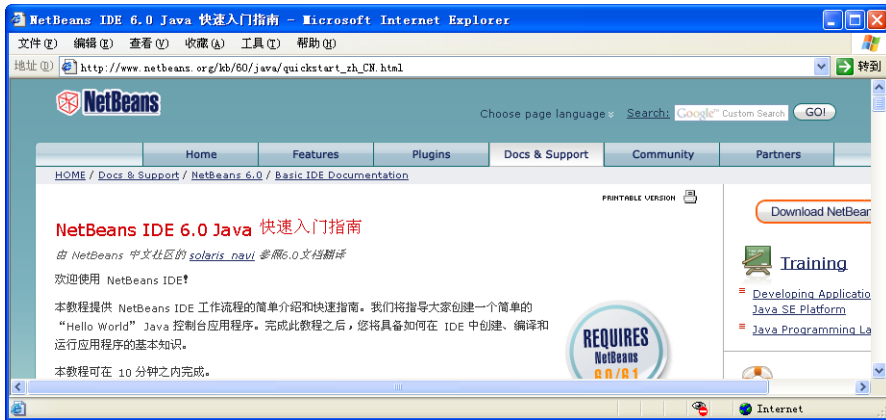 NetBeans IDE 6.0 Java 快速入门指南 - Microsoft Internet Explorer
文件(F) 编辑(E) 查看(V) 收藏(A) 工具(T) 帮助(H)
地址(D) http://www.netbeans.org/kb/60/java/quickstart_zh_CN.html 转到
NetBeans
Choose page language Search: Google™ Custom Search GO!
Home Features Plugins Docs & Support Community Partners
HOME / Docs & Support / NetBeans 6.0 / Basic IDE Documentation
PRINTABLE VERSION
Download NetBean
NetBeans IDE 6.0 Java 快速入门指南
由 NetBeans 中文社区的 solaris_navi 参照6.0文档翻译
Training
欢迎使用 NetBeans IDE!
Developing Applicatio
Java SE Platform
Java Programming La
本教程提供 NetBeans IDE 工作流程的简单介绍和快速指南。我们将指导大家创建一个简单的
“Hello World” Java 控制台应用程序。完成此教程之后，您将具备如何在 IDE 中创建、编译和
运行应用程序的基本知识。
REQUIRES
NetBeans
6.0/6.1
本教程可在 10 分钟之内完成。
Internet